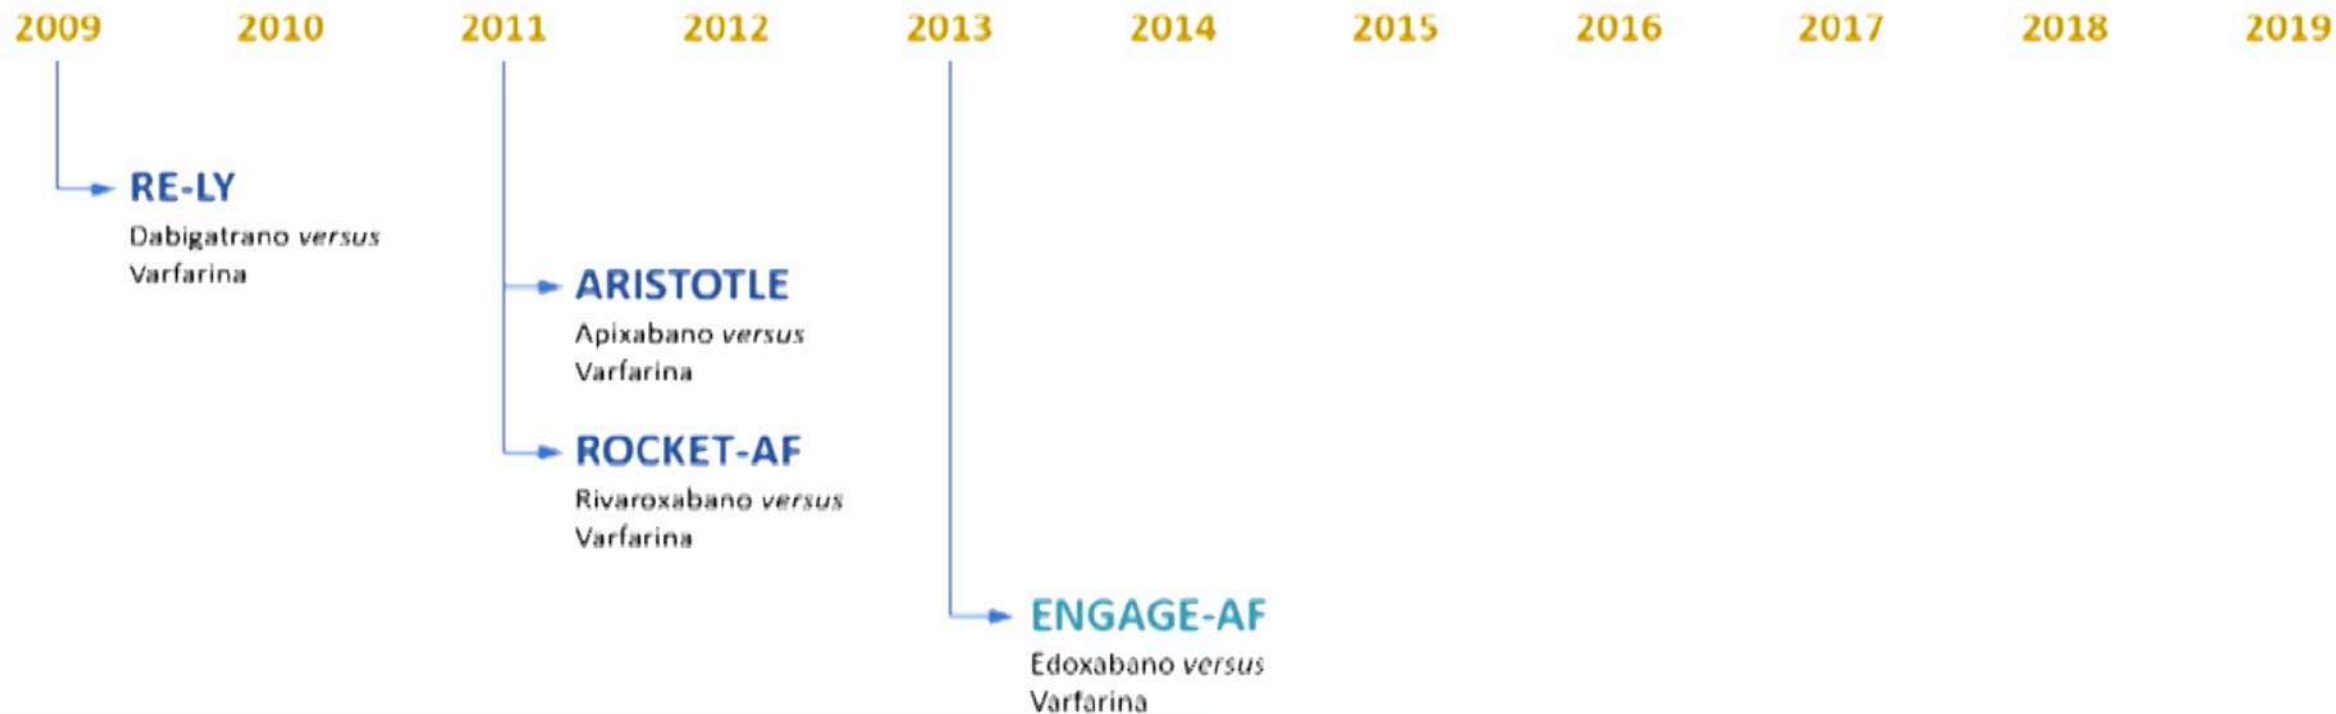 2009 2010 2011 2012 2013 2014 2015 2016 2017 2018 2019
RE-LY
Dabigatrano versus
Varfarina
ARISTOTLE
Apixabano versus
Varfarina
ROCKET-AF
Rivaroxabano versus
Varfarina
ENGAGE-AF
Edoxabano versus
Varfarina